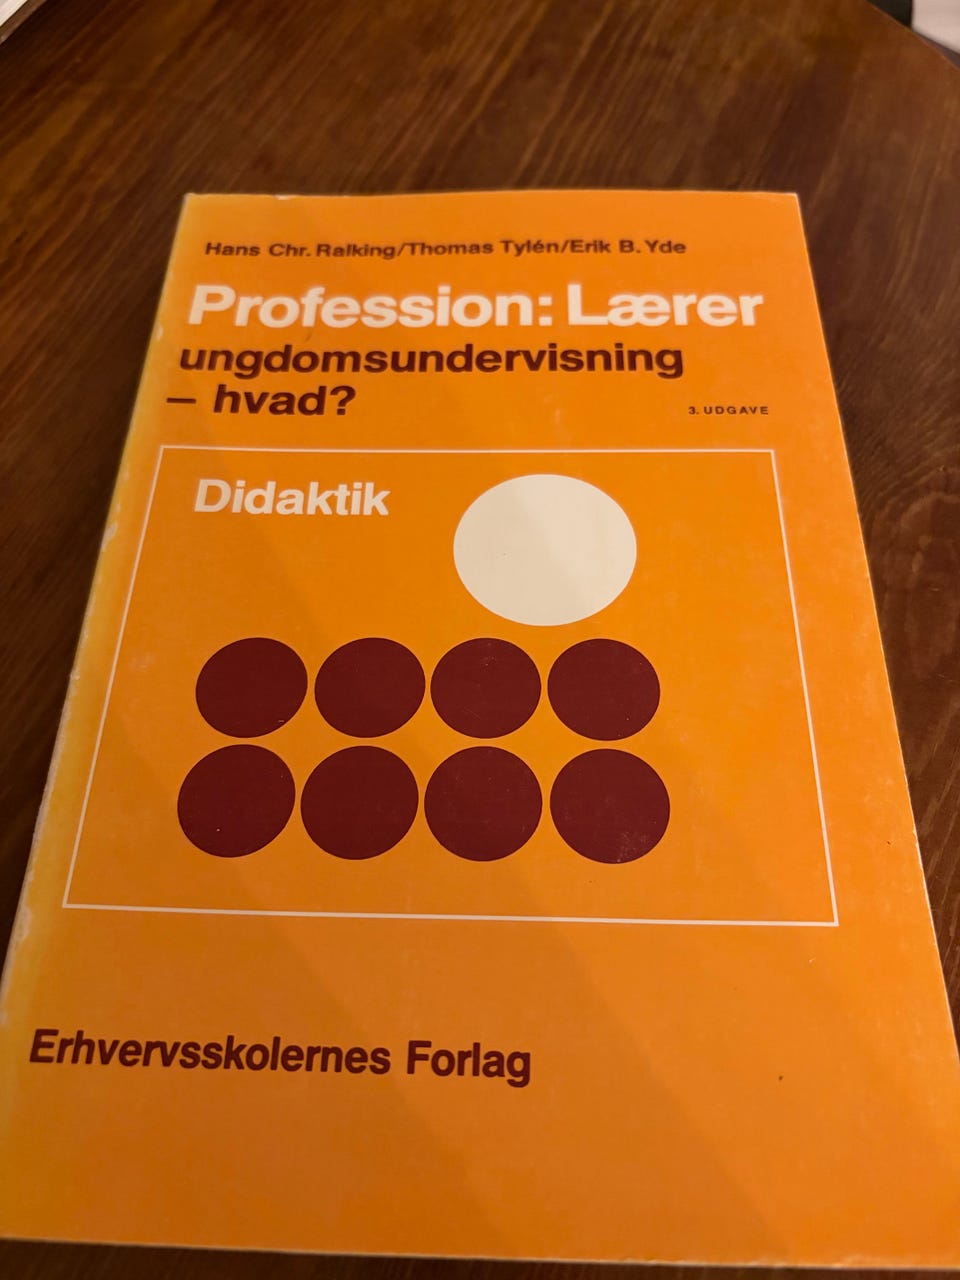 Hans Chr. Ralking/Thomas Tylén/Erik B. Yde
Profession: Lærer
ungdomsundervisning
– hvad?
3. UDGAVE
Didaktik
Erhvervsskolernes Forlag